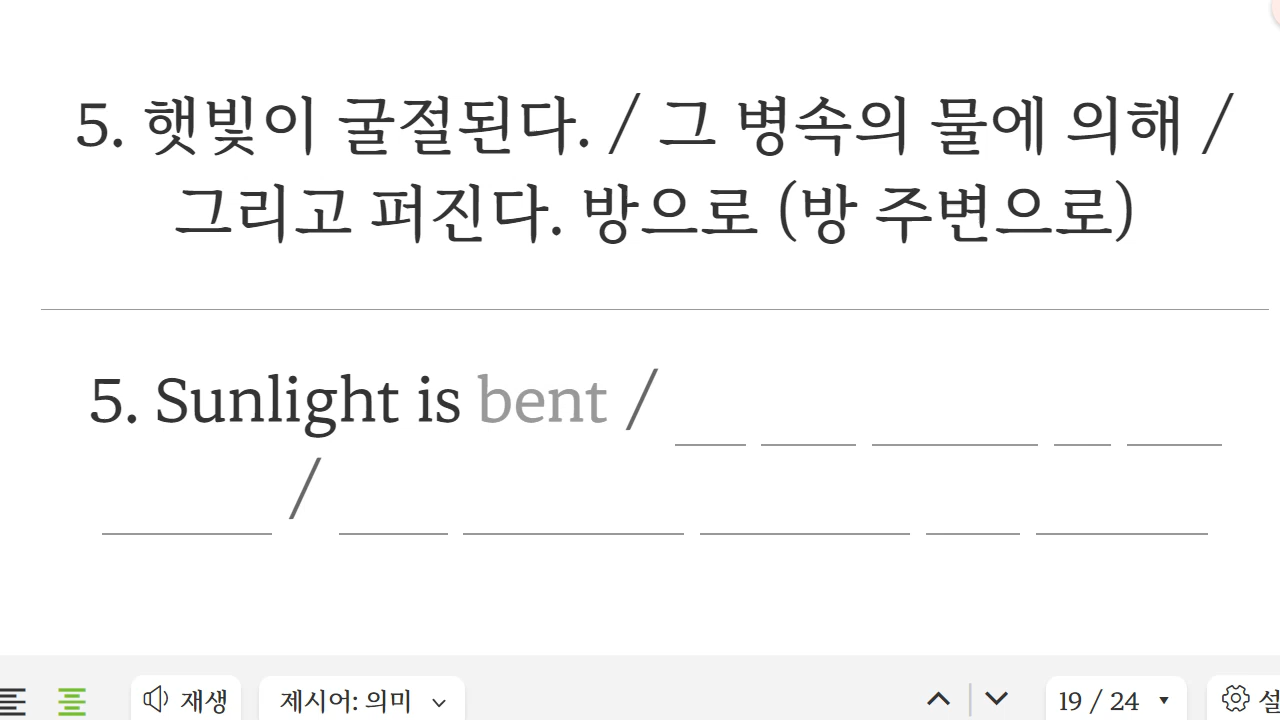 5. 햇빛이 굴절된다. / 그 병속의 물에 의해 /
그리고 퍼진다. 방으로 (방 주변으로)
5. Sunlight is bent /
/
재생 제시어: 의미 19 / 24 설